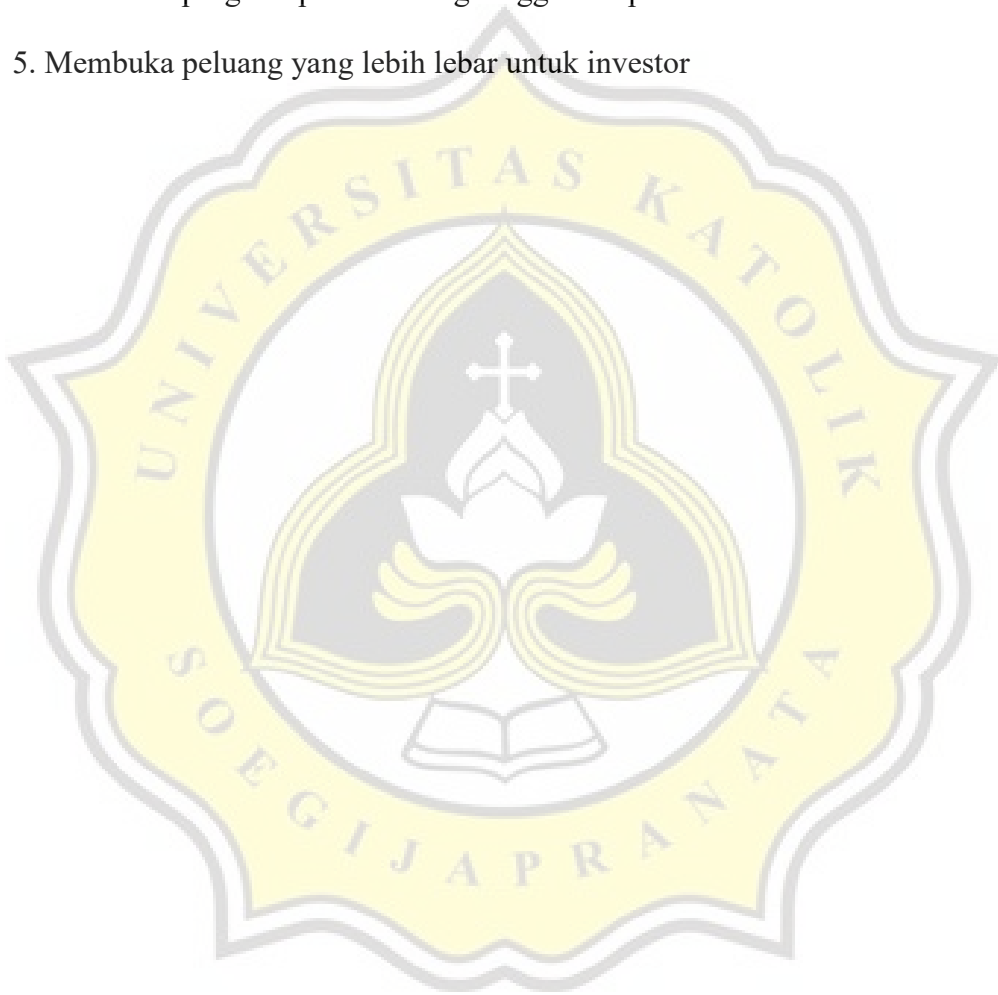 5. Membuka peluang yang lebih lebar untuk investor
UNIVERSITAS KATOLIK
SOEGIJAPRANATA